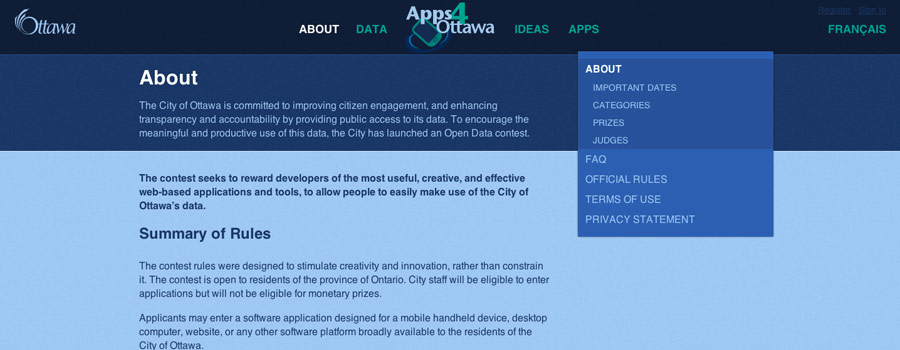 Register Sign In
Ottawa
ABOUT
DATA
Apps4
Ottawa
IDEAS
APPS
FRANÇAIS
About
The City of Ottawa is committed to improving citizen engagement, and enhancing
transparency and accountability by providing public access to its data. To encourage the
meaningful and productive use of this data, the City has launched an Open Data contest.
ABOUT
IMPORTANT DATES
CATEGORIES
PRIZES
JUDGES
FAQ
OFFICIAL RULES
TERMS OF USE
PRIVACY STATEMENT
The contest seeks to reward developers of the most useful, creative, and effective
web-based applications and tools, to allow people to easily make use of the City of
Ottawa's data.
Summary of Rules
The contest rules were designed to stimulate creativity and innovation, rather than constrain
it. The contest is open to residents of the province of Ontario. City staff will be eligible to enter
applications but will not be eligible for monetary prizes.
Applicants may enter a software application designed for a mobile handheld device, desktop
computer, website, or any other software platform broadly available to the residents of the
City of Ottawa.